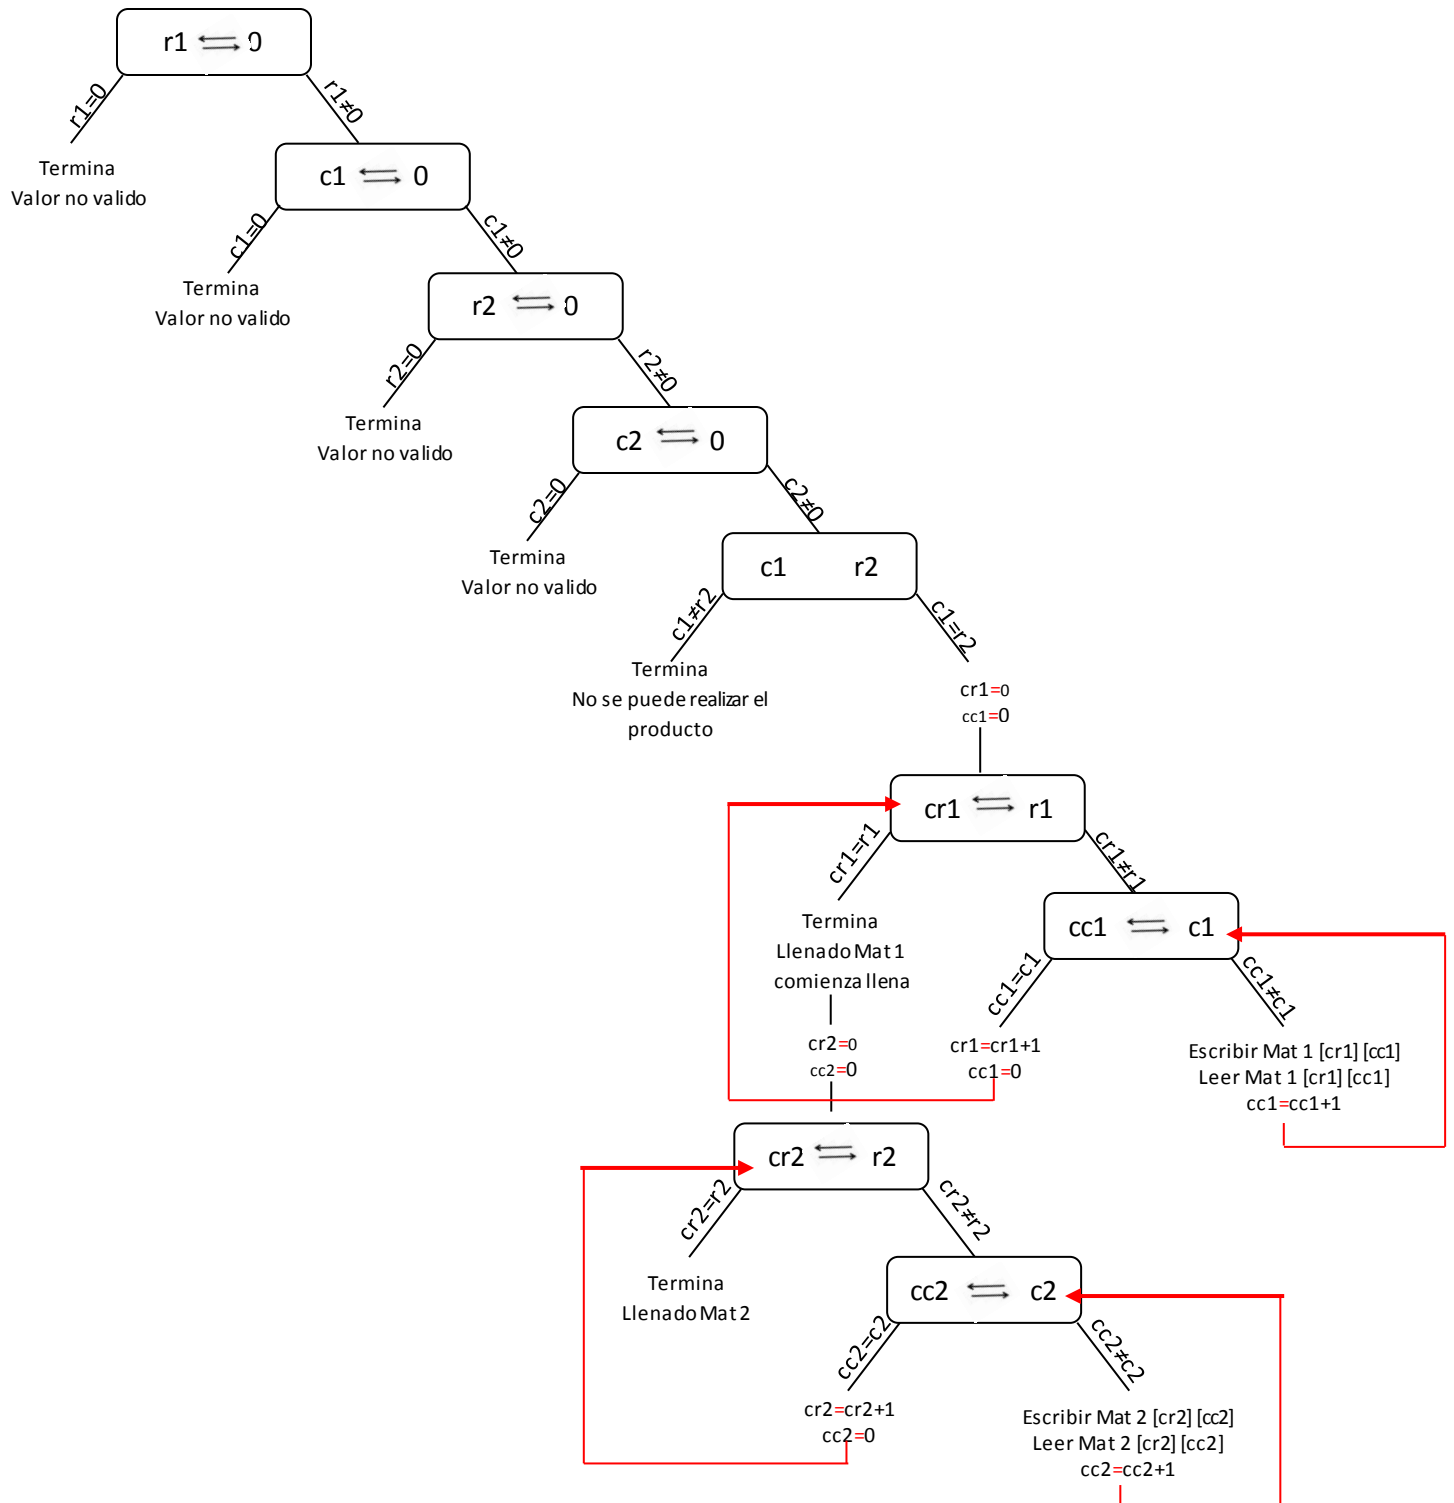 r1 0
r1=0
r1≠0
Termina
Valor no valido
c1 0
c1=0
c1≠0
Termina
Valor no valido
r2 0
r2=0
r2≠0
Termina
Valor no valido
c2 0
c2=0
c2≠0
Termina
Valor no valido
c1 r2
c1≠r2
c1=r2
Termina
No se puede realizar el
producto
cr1=0
cc1=0
cr1 r1
cr1=r1
cr1≠r1
Termina
Llenado Mat 1
comienza llena
cc1 c1
cc1=c1
cc1≠c1
cr1=cr1+1
cc1=0
Escribir Mat 1 [cr1] [cc1]
Leer Mat 1 [cr1] [cc1]
cc1=cc1+1
cr2=0
cc2=0
cr2 r2
cr2=r2
cr2≠r2
Termina
Llenado Mat 2
cc2 c2
cc2=c2
cc2≠c2
cr2=cr2+1
cc2=0
Escribir Mat 2 [cr2] [cc2]
Leer Mat 2 [cr2] [cc2]
cc2=cc2+1